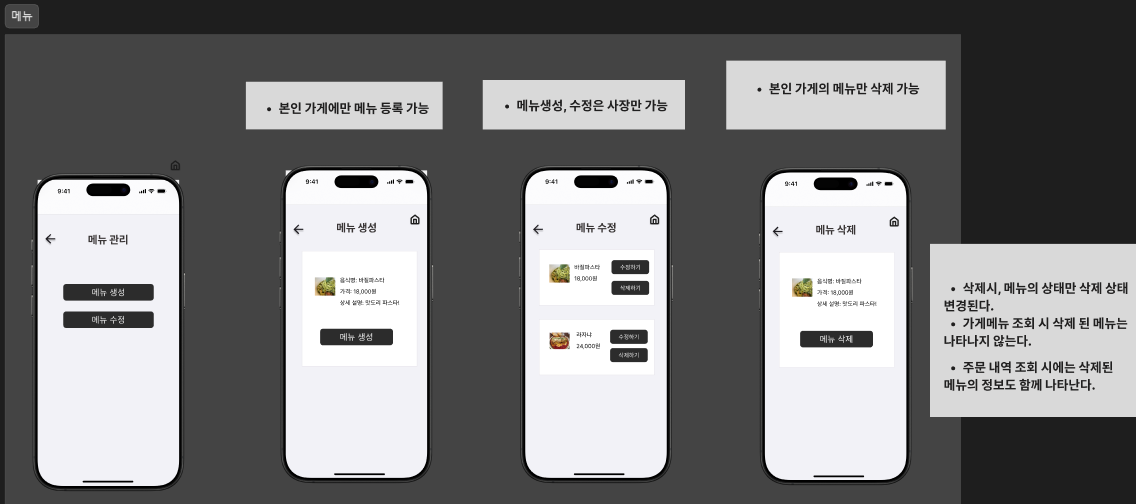 메뉴
• 본인 가게에만 메뉴 등록 가능
• 메뉴생성, 수정은 사장만 가능
• 본인 가게의 메뉴만 삭제 가능
9:41
메뉴 관리
메뉴 생성
메뉴 수정
9:41
메뉴 생성
음식명: 바질파스타
가격: 18,000원
상세 설명: 맛도리 파스타!
메뉴 생성
9:41
메뉴 수정
바질파스타
18,000원
수정하기
삭제하기
라자냐
24,000원
수정하기
삭제하기
9:41
메뉴 삭제
음식명: 바질파스타
가격: 18,000원
상세 설명: 맛도리 파스타!
메뉴 삭제
• 삭제시, 메뉴의 상태만 삭제 상태
변경된다.
• 가게메뉴 조회 시 삭제 된 메뉴는
나타나지 않는다.
• 주문 내역 조회 시에는 삭제된
메뉴의 정보도 함께 나타난다.